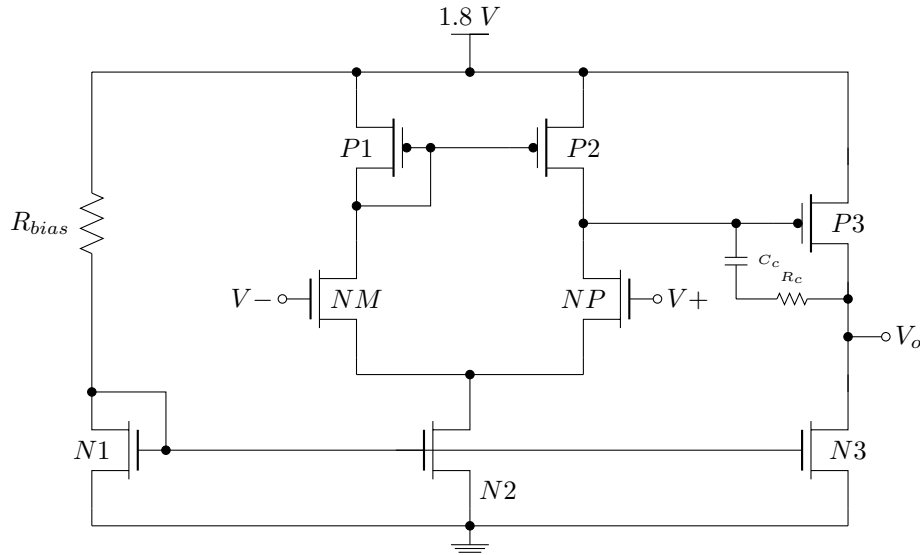 1.8 V
P1
P2
R_bias
P3
C_c
R_c
V−
NM
NP
V+
V_o
N1
N2
N3